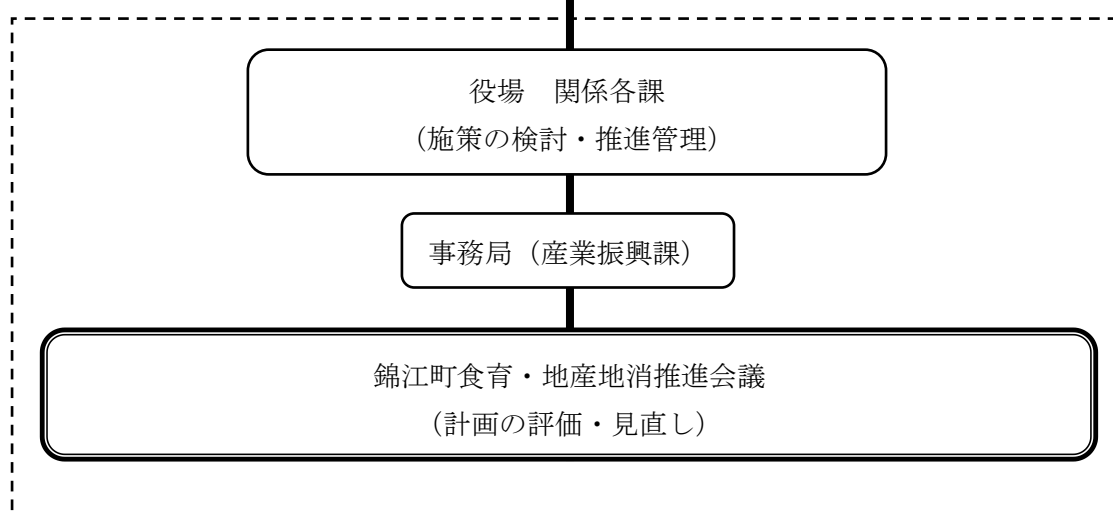 役場　関係各課
（施策の検討・推進管理）
事務局（産業振興課）
錦江町食育・地産地消推進会議
（計画の評価・見直し）